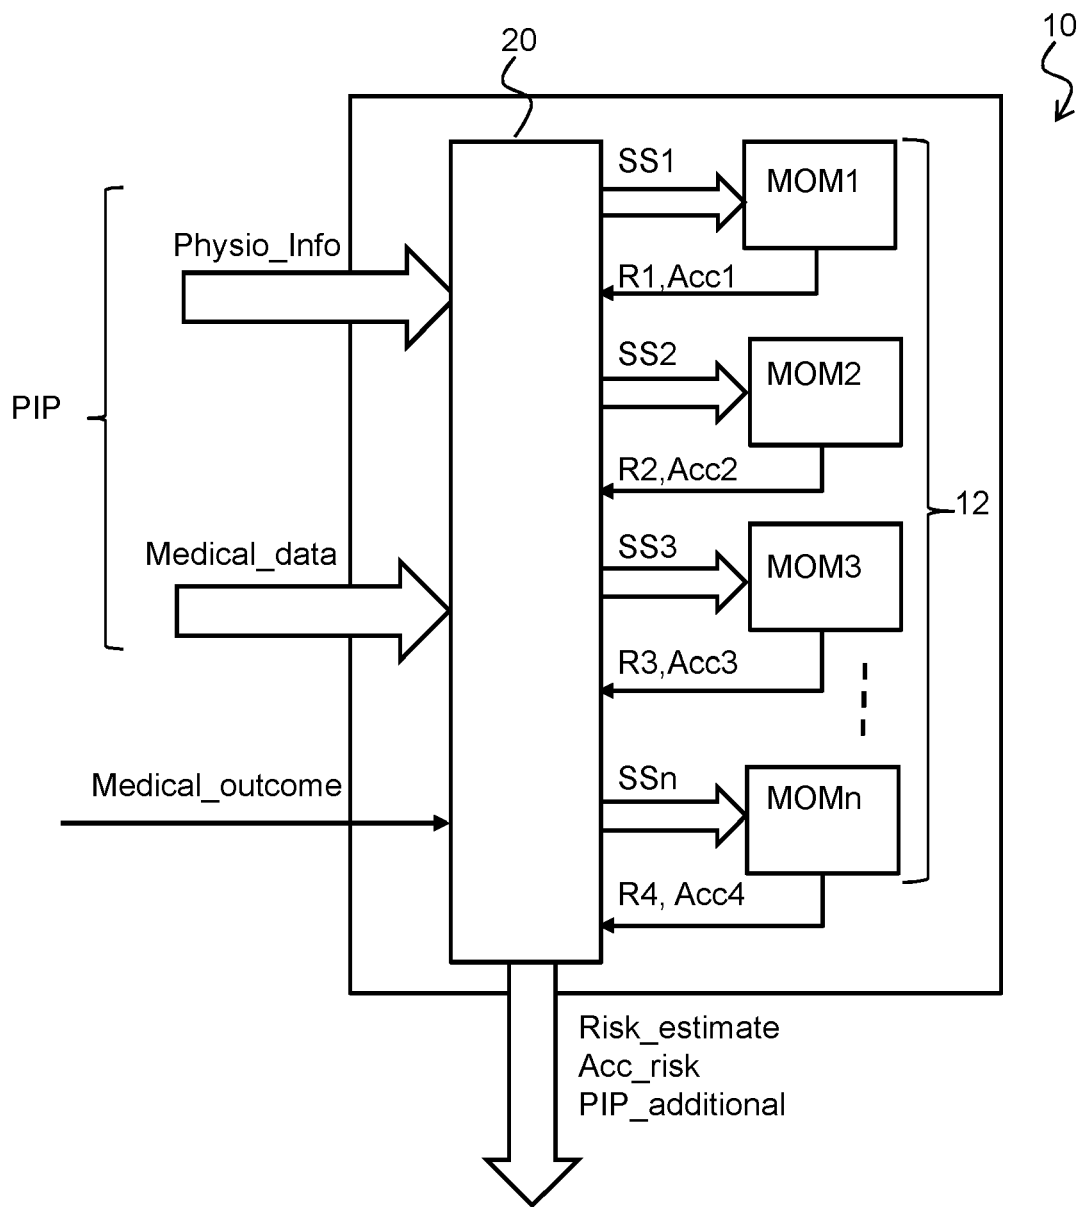 10
20
SS1
MOM1
Physio_Info
R1,Acc1
SS2
MOM2
PIP
R2,Acc2
12
Medical_data
SS3
MOM3
R3,Acc3
Medical_outcome
SSn
MOMn
R4, Acc4
Risk_estimate
Acc_risk
PIP_additional